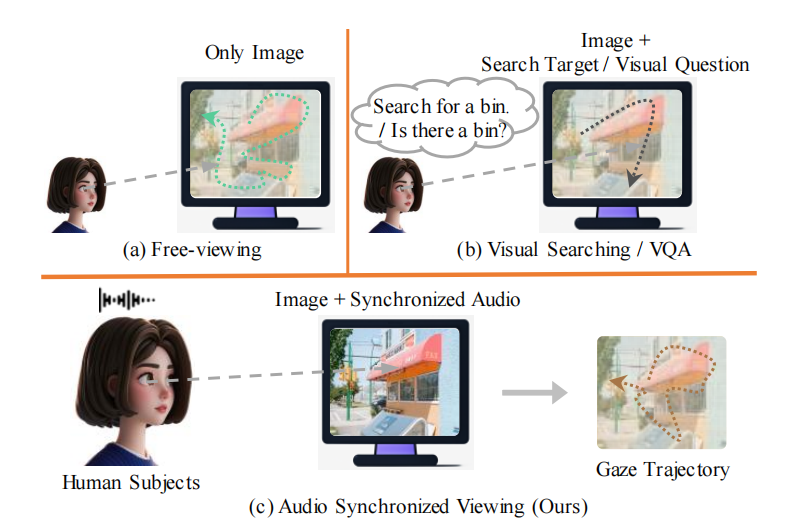 Only Image
(a) Free-viewing
Image +
Search Target / Visual Question
Search for a bin.
/ Is there a bin?
(b) Visual Searching / VQA
Image + Synchronized Audio
Human Subjects
Gaze Trajectory
(c) Audio Synchronized Viewing (Ours)